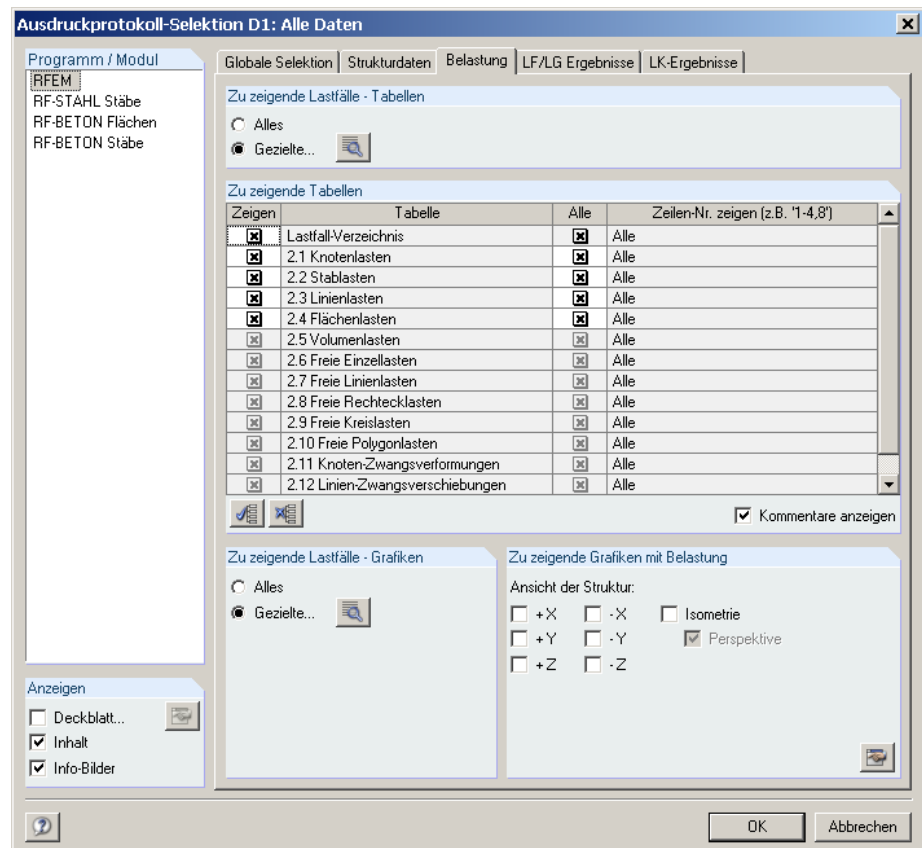 Ausdruckprotokoll-Selektion D1: Alle Daten
Programm / Modul
RFEM
RF-STAHL Stäbe
RF-BETON Flächen
RF-BETON Stäbe
Globale Selektion Strukturdaten Belastung LF/LG Ergebnisse LK-Ergebnisse
Zu zeigende Lastfälle - Tabellen
Alles
Gezielte...
Zu zeigende Tabellen
Zeigen Tabelle Alle Zeilen-Nr. zeigen (z.B. '1-4,8')
Lastfall-Verzeichnis Alle
2.1 Knotenlasten Alle
2.2 Stablasten Alle
2.3 Linienlasten Alle
2.4 Flächenlasten Alle
2.5 Volumenlasten Alle
2.6 Freie Einzellasten Alle
2.7 Freie Linienlasten Alle
2.8 Freie Rechtecklasten Alle
2.9 Freie Kreislasten Alle
2.10 Freie Polygonlasten Alle
2.11 Knoten-Zwangsverformungen Alle
2.12 Linien-Zwangsverschiebungen Alle
Kommentare anzeigen
Zu zeigende Lastfälle - Grafiken
Alles
Gezielte...
Zu zeigende Grafiken mit Belastung
Ansicht der Struktur:
+X -X Isometrie
+Y -Y Perspektive
+Z -Z
Anzeigen
Deckblatt...
Inhalt
Info-Bilder
OK Abbrechen